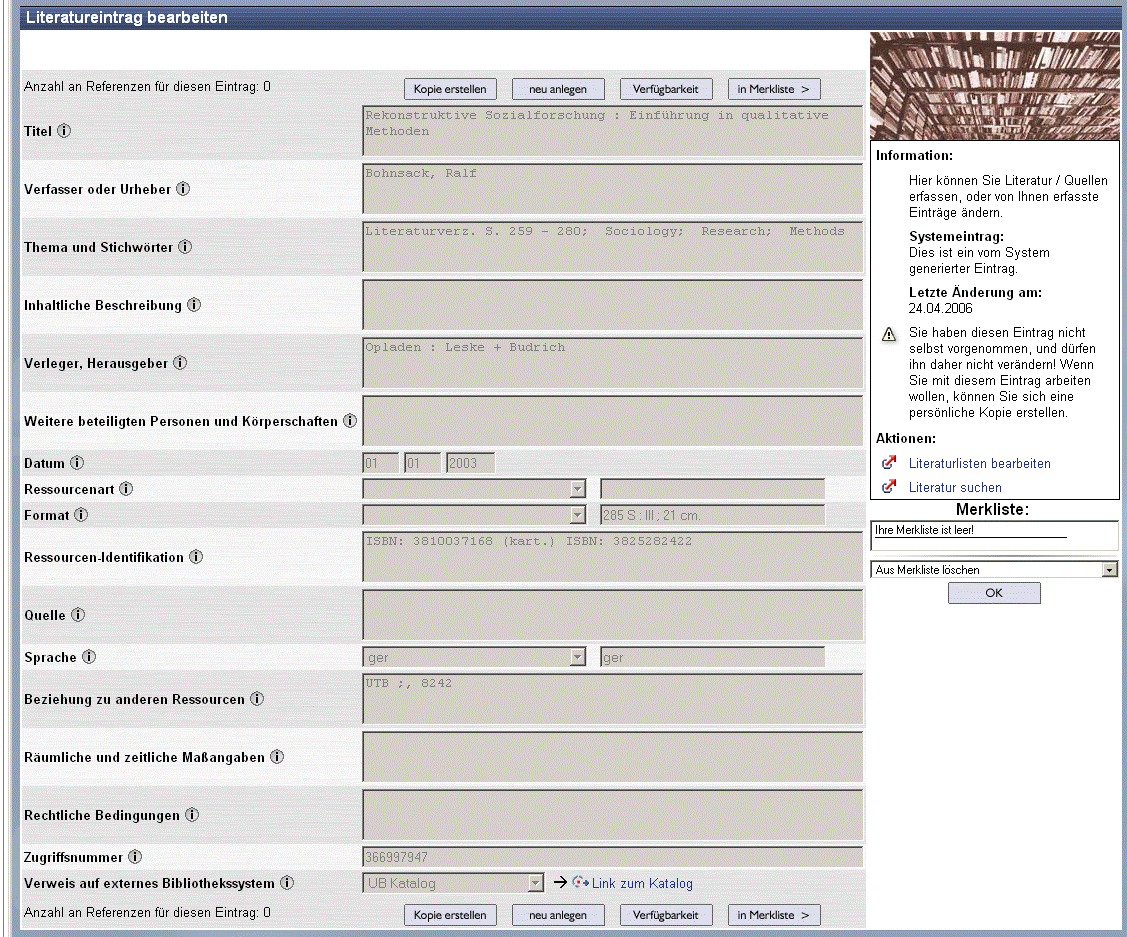 Literatureintrag bearbeiten
Anzahl an Referenzen für diesen Eintrag: 0
Kopie erstellen
neu anlegen
Verfügbarkeit
in Merkliste >
Titel
Rekonstruktive Sozialforschung : Einführung in qualitative
Methoden
Verfasser oder Urheber
Bohnsack, Ralf
Thema und Stichwörter
Literaturverz. S. 259 - 280; Sociology; Research; Methods
Inhaltliche Beschreibung
Verleger, Herausgeber
Opladen : Leske + Budrich
Weitere beteiligten Personen und Körperschaften
Datum
01 01 2003
Ressourcenart
Format
285 S : III ; 21 cm.
Ressourcen-Identifikation
ISBN: 3810037168 (kart.) ISBN: 3825282422
Quelle
Sprache
ger
ger
Beziehung zu anderen Ressourcen
UTB ;, 8242
Räumliche und zeitliche Maßangaben
Rechtliche Bedingungen
Zugriffsnummer
366997947
Verweis auf externes Bibliothekssystem
UB Katalog
Link zum Katalog
Anzahl an Referenzen für diesen Eintrag: 0
Kopie erstellen
neu anlegen
Verfügbarkeit
in Merkliste >
Information:
Hier können Sie Literatur / Quellen
erfassen, oder von Ihnen erfasste
Einträge ändern.
Systemeintrag:
Dies ist ein vom System
generierter Eintrag.
Letzte Änderung am:
24.04.2006
Sie haben diesen Eintrag nicht
selbst vorgenommen, und dürfen
ihn daher nicht verändern! Wenn
Sie mit diesem Eintrag arbeiten
wollen, können Sie sich eine
persönliche Kopie erstellen.
Aktionen:
Literaturlisten bearbeiten
Literatur suchen
Merkliste:
Ihre Merkliste ist leer!
Aus Merkliste löschen
OK